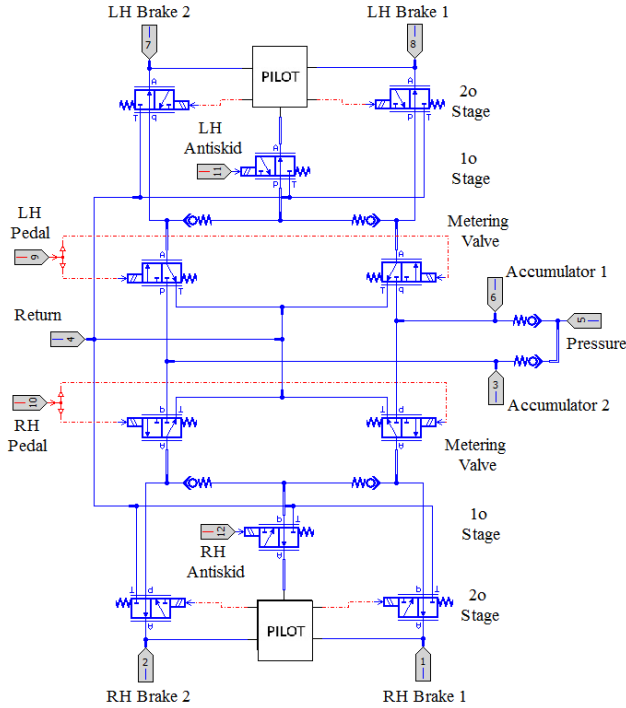 LH Brake 2
LH Brake 1
7
8
PILOT
A
A
2o
Stage
T
q
P
T
LH
Antiskid
A
1o
Stage
11
P
T
LH
Pedal
Metering
Valve
9
A
A
P
T
q
T
Accumulator 1
6
Return
4
5
Pressure
3
Accumulator 2
10
RH
Pedal
d
T
T
p
Metering
Valve
1o
Stage
12
d
T
RH
Antiskid
A
T
p
d
T
2o
Stage
PILOT
A
A
2
1
RH Brake 2
RH Brake 1